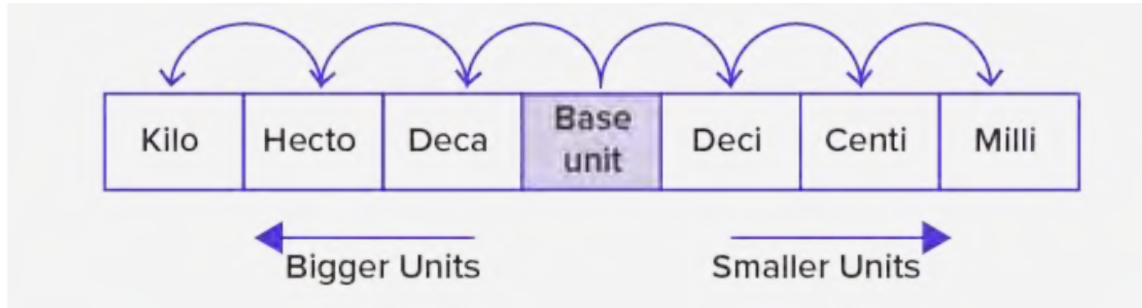 Kilo
Hecto
Deca
Base
unit
Deci
Centi
Milli
Bigger Units
Smaller Units